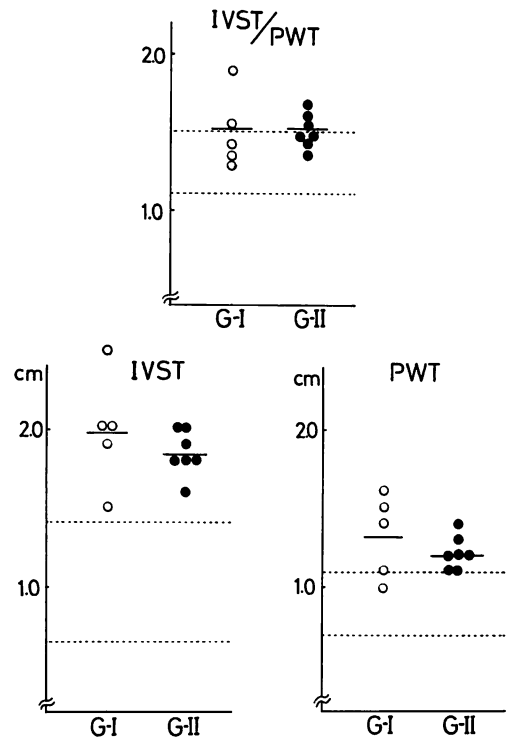 IVST/PWT
2.0
1.0
G-I G-II
cm IVST
2.0
1.0
G-I G-II
cm PWT
2.0
1.0
G-I G-II